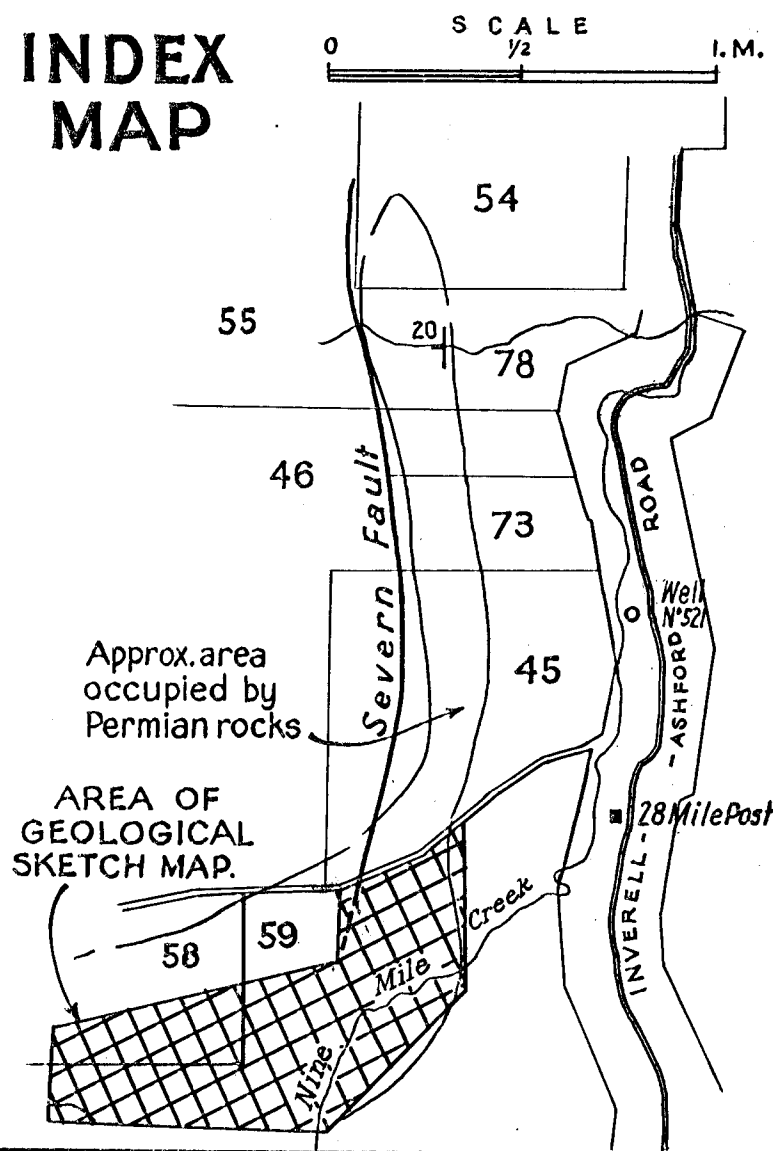 INDEX
MAP
SCALE
0 1/2 I.M.
54
55
20
78
46
Severn Fault
73
ROAD
Well
Nº521
45
Approx. area
occupied by
Permian rocks
- ASHFORD
28 Mile Post
INVERELL -
AREA OF
GEOLOGICAL
SKETCH MAP.
58
59
Nine Mile Creek